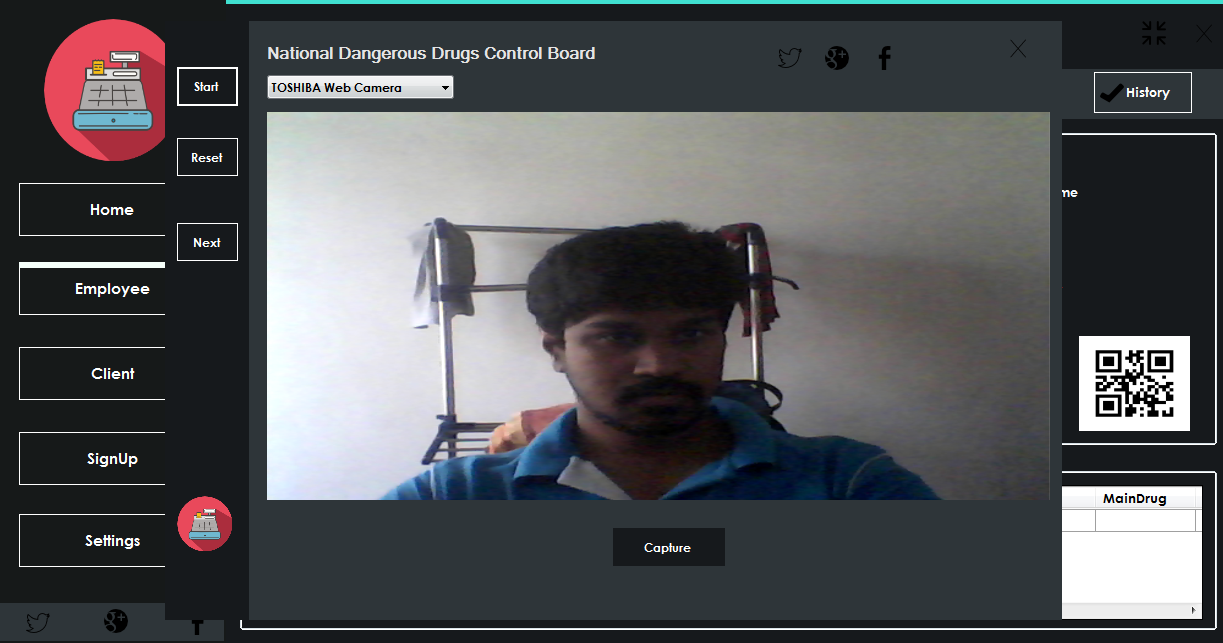 National Dangerous Drugs Control Board
TOSHIBA Web Camera
Start
Reset
Next
Home
Employee
Client
SignUp
Settings
History
me
MainDrug
Capture